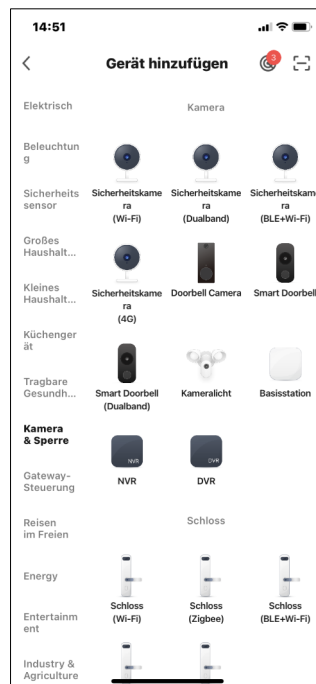 14:51
Gerät hinzufügen
3
Elektrisch
Beleuchtun
g
Sicherheits
sensor
Großes
Haushalt...
Kleines
Haushalt...
Küchenger
ät
Tragbare
Gesundh...
Kamera
& Sperre
Gateway-
Steuerung
Reisen
im Freien
Energy
Entertainm
ent
Industry &
Agriculture
Kamera
Sicherheitskame
ra
(Wi-Fi)
Sicherheitskame
ra
(Dualband)
Sicherheitskame
ra
(BLE+Wi-Fi)
Sicherheitskame
ra
(4G)
Doorbell Camera
Smart Doorbell
Smart Doorbell
(Dualband)
Kameralicht
Basisstation
NVR
NVR
DVR
DVR
Schloss
Schloss
(Wi-Fi)
Schloss
(Zigbee)
Schloss
(BLE+Wi-Fi)